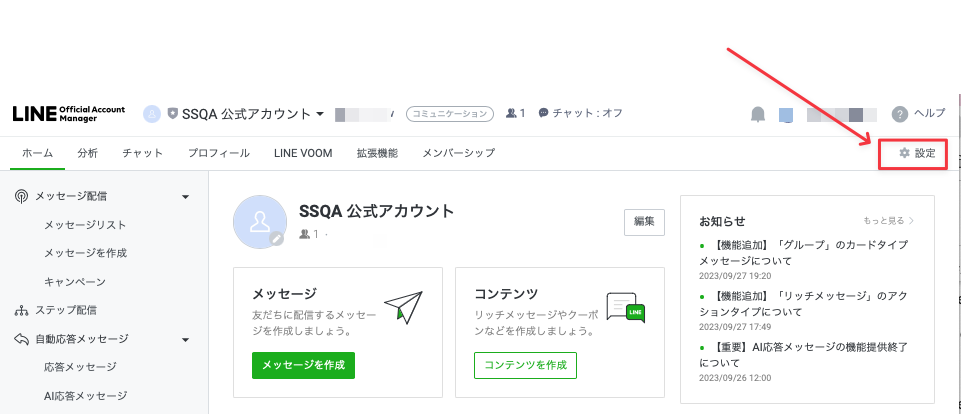 LINE Official Account Manager
SSQA 公式アカウント
コミュニケーション
1
チャット : オフ
ヘルプ
ホーム 分析 チャット プロフィール LINE VOOM 拡張機能 メンバーシップ
設定
メッセージ配信
メッセージリスト
メッセージを作成
キャンペーン
ステップ配信
自動応答メッセージ
応答メッセージ
AI応答メッセージ
SSQA 公式アカウント
1
編集
メッセージ
友だちに配信するメッセー
ジを作成しましょう。
メッセージを作成
コンテンツ
リッチメッセージやクーポ
ンなどを作成しましょう。
LINE
コンテンツを作成
お知らせ
もっと見る
【機能追加】「グループ」のカードタイプ
メッセージについて
2023/09/27 19:20
【機能追加】「リッチメッセージ」のアク
ションタイプについて
2023/09/27 17:49
【重要】AI応答メッセージの機能提供終了
について
2023/09/26 12:00